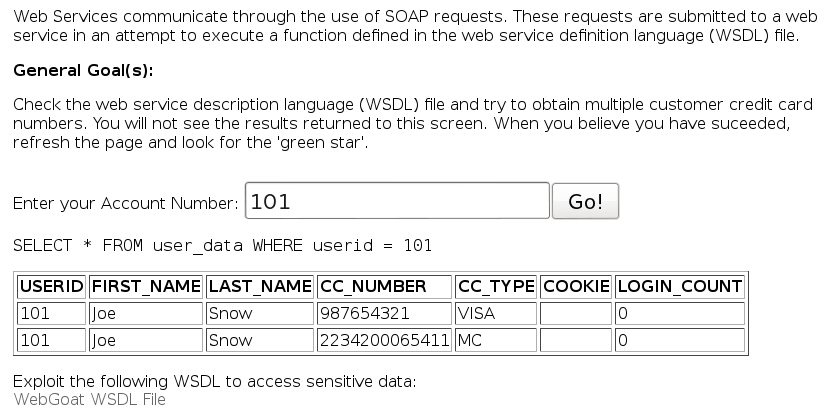 Web Services communicate through the use of SOAP requests. These requests are submitted to a web
service in an attempt to execute a function defined in the web service definition language (WSDL) file.
General Goal(s):
Check the web service description language (WSDL) file and try to obtain multiple customer credit card
numbers. You will not see the results returned to this screen. When you believe you have suceeded,
refresh the page and look for the 'green star'.
Enter your Account Number: 101 Go!
SELECT * FROM user_data WHERE userid = 101
USERID FIRST_NAME LAST_NAME CC_NUMBER CC_TYPE COOKIE LOGIN_COUNT
101 Joe Snow 987654321 VISA 0
101 Joe Snow 2234200065411 MC 0
Exploit the following WSDL to access sensitive data:
WebGoat WSDL File